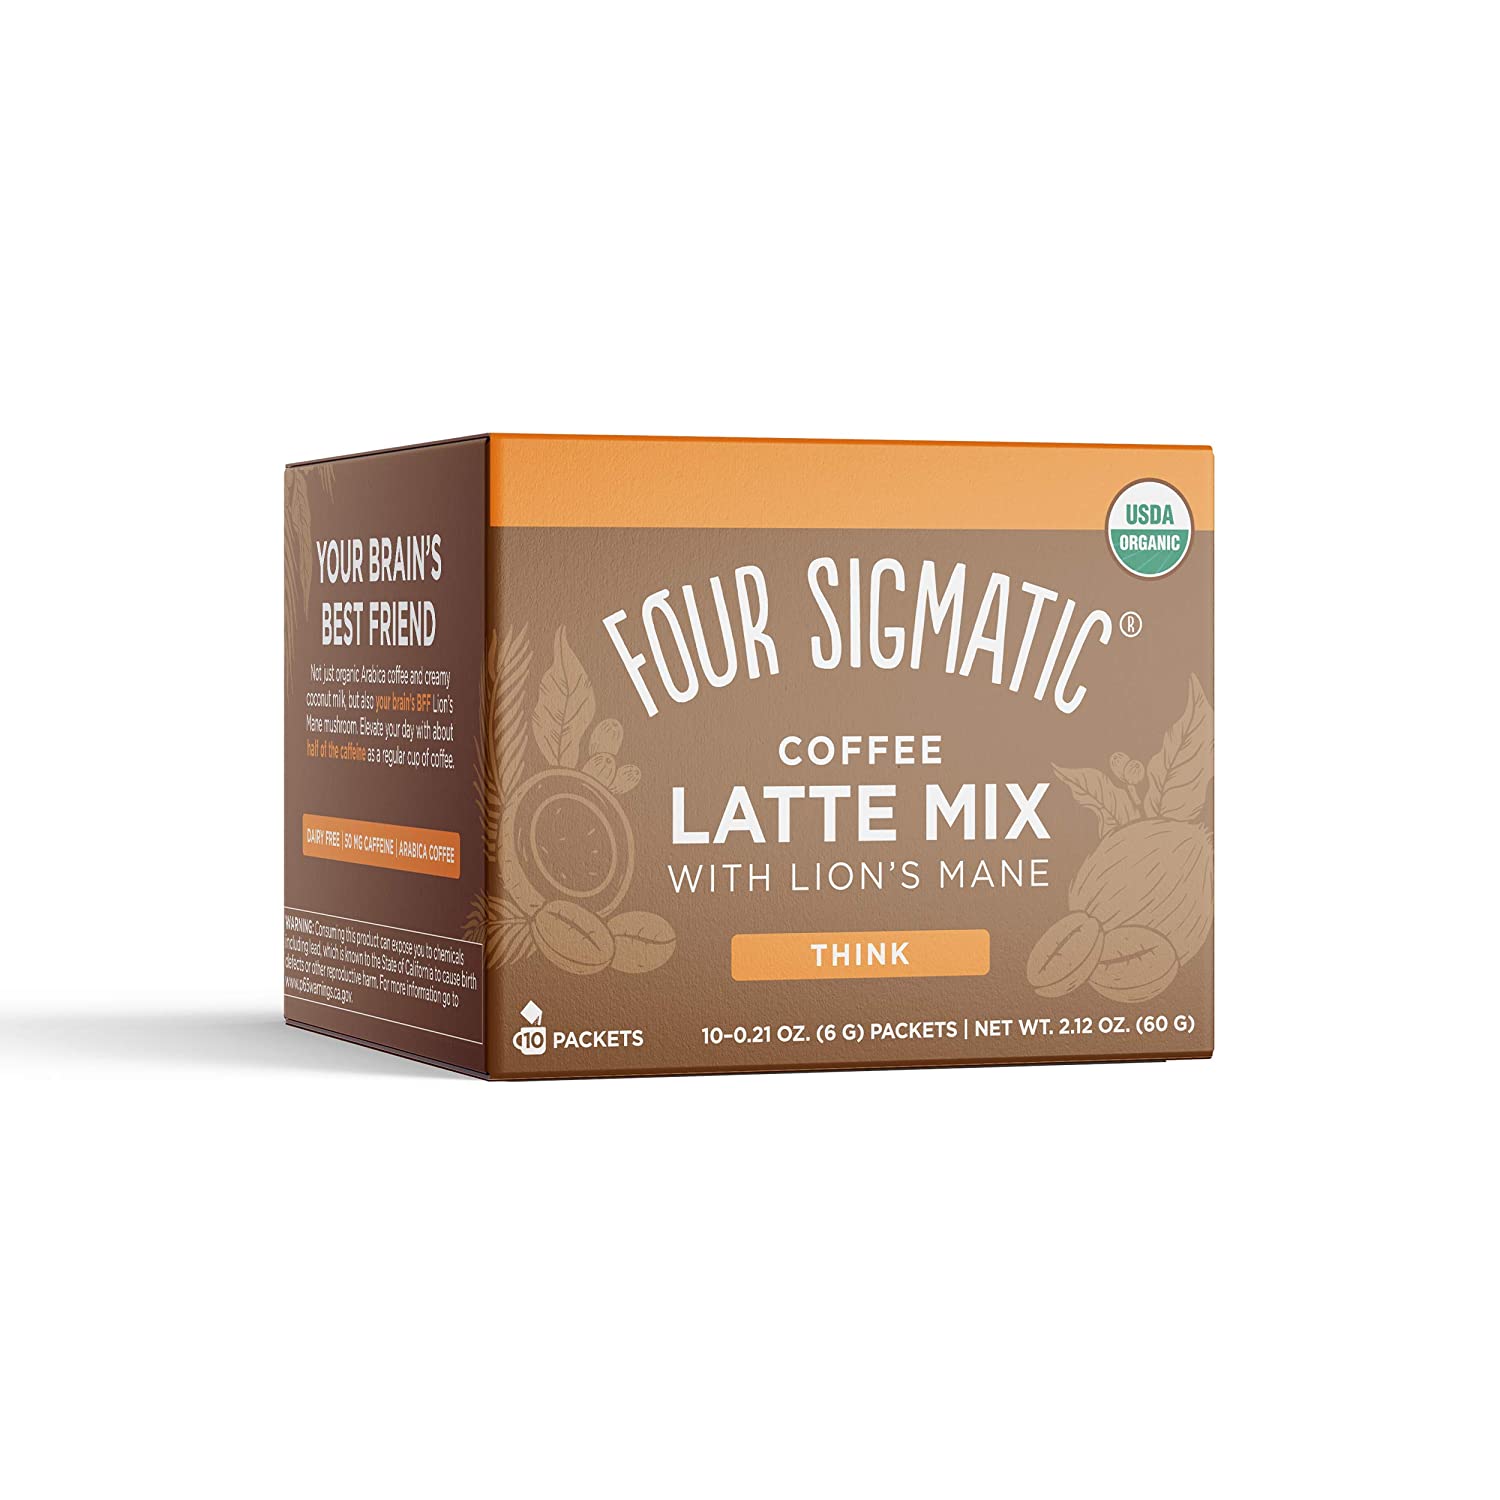 YOUR BRAIN'S
BEST FRIEND
Not just organic Arabica coffee and creamy
coconut milk, but also your brain's BFF Lion's
Mane mushroom. Elevate your day with about
half of the caffeine as a regular cup of coffee.
DAIRY FREE | 50 MG CAFFEINE | ARABICA COFFEE
WARNING: Consuming this product can expose you to chemicals
including lead, which is known to the State of California to cause birth
defects or other reproductive harm. For more information go to
www.p65warnings.ca.gov.
USDA
ORGANIC
FOUR SIGMATIC®
COFFEE
LATTE MIX
WITH LION'S MANE
THINK
10 PACKETS
10-0.21 OZ. (6 G) PACKETS | NET WT. 2.12 OZ. (60 G)